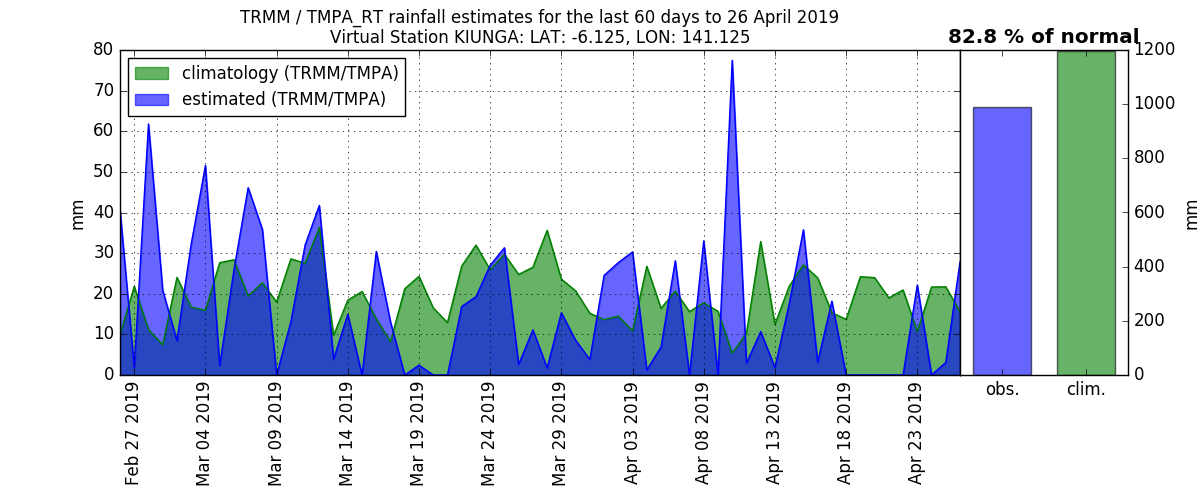 TRMM / TMPA_RT rainfall estimates for the last 60 days to 26 April 2019
Virtual Station KIUNGA: LAT: -6.125, LON: 141.125
82.8 % of normal
climatology (TRMM/TMPA)
estimated (TRMM/TMPA)
mm
80
70
60
50
40
30
20
10
0
Feb 27 2019
Mar 04 2019
Mar 09 2019
Mar 14 2019
Mar 19 2019
Mar 24 2019
Mar 29 2019
Apr 03 2019
Apr 08 2019
Apr 13 2019
Apr 18 2019
Apr 23 2019
obs.
clim.
1200
1000
800
600
400
200
0
mm